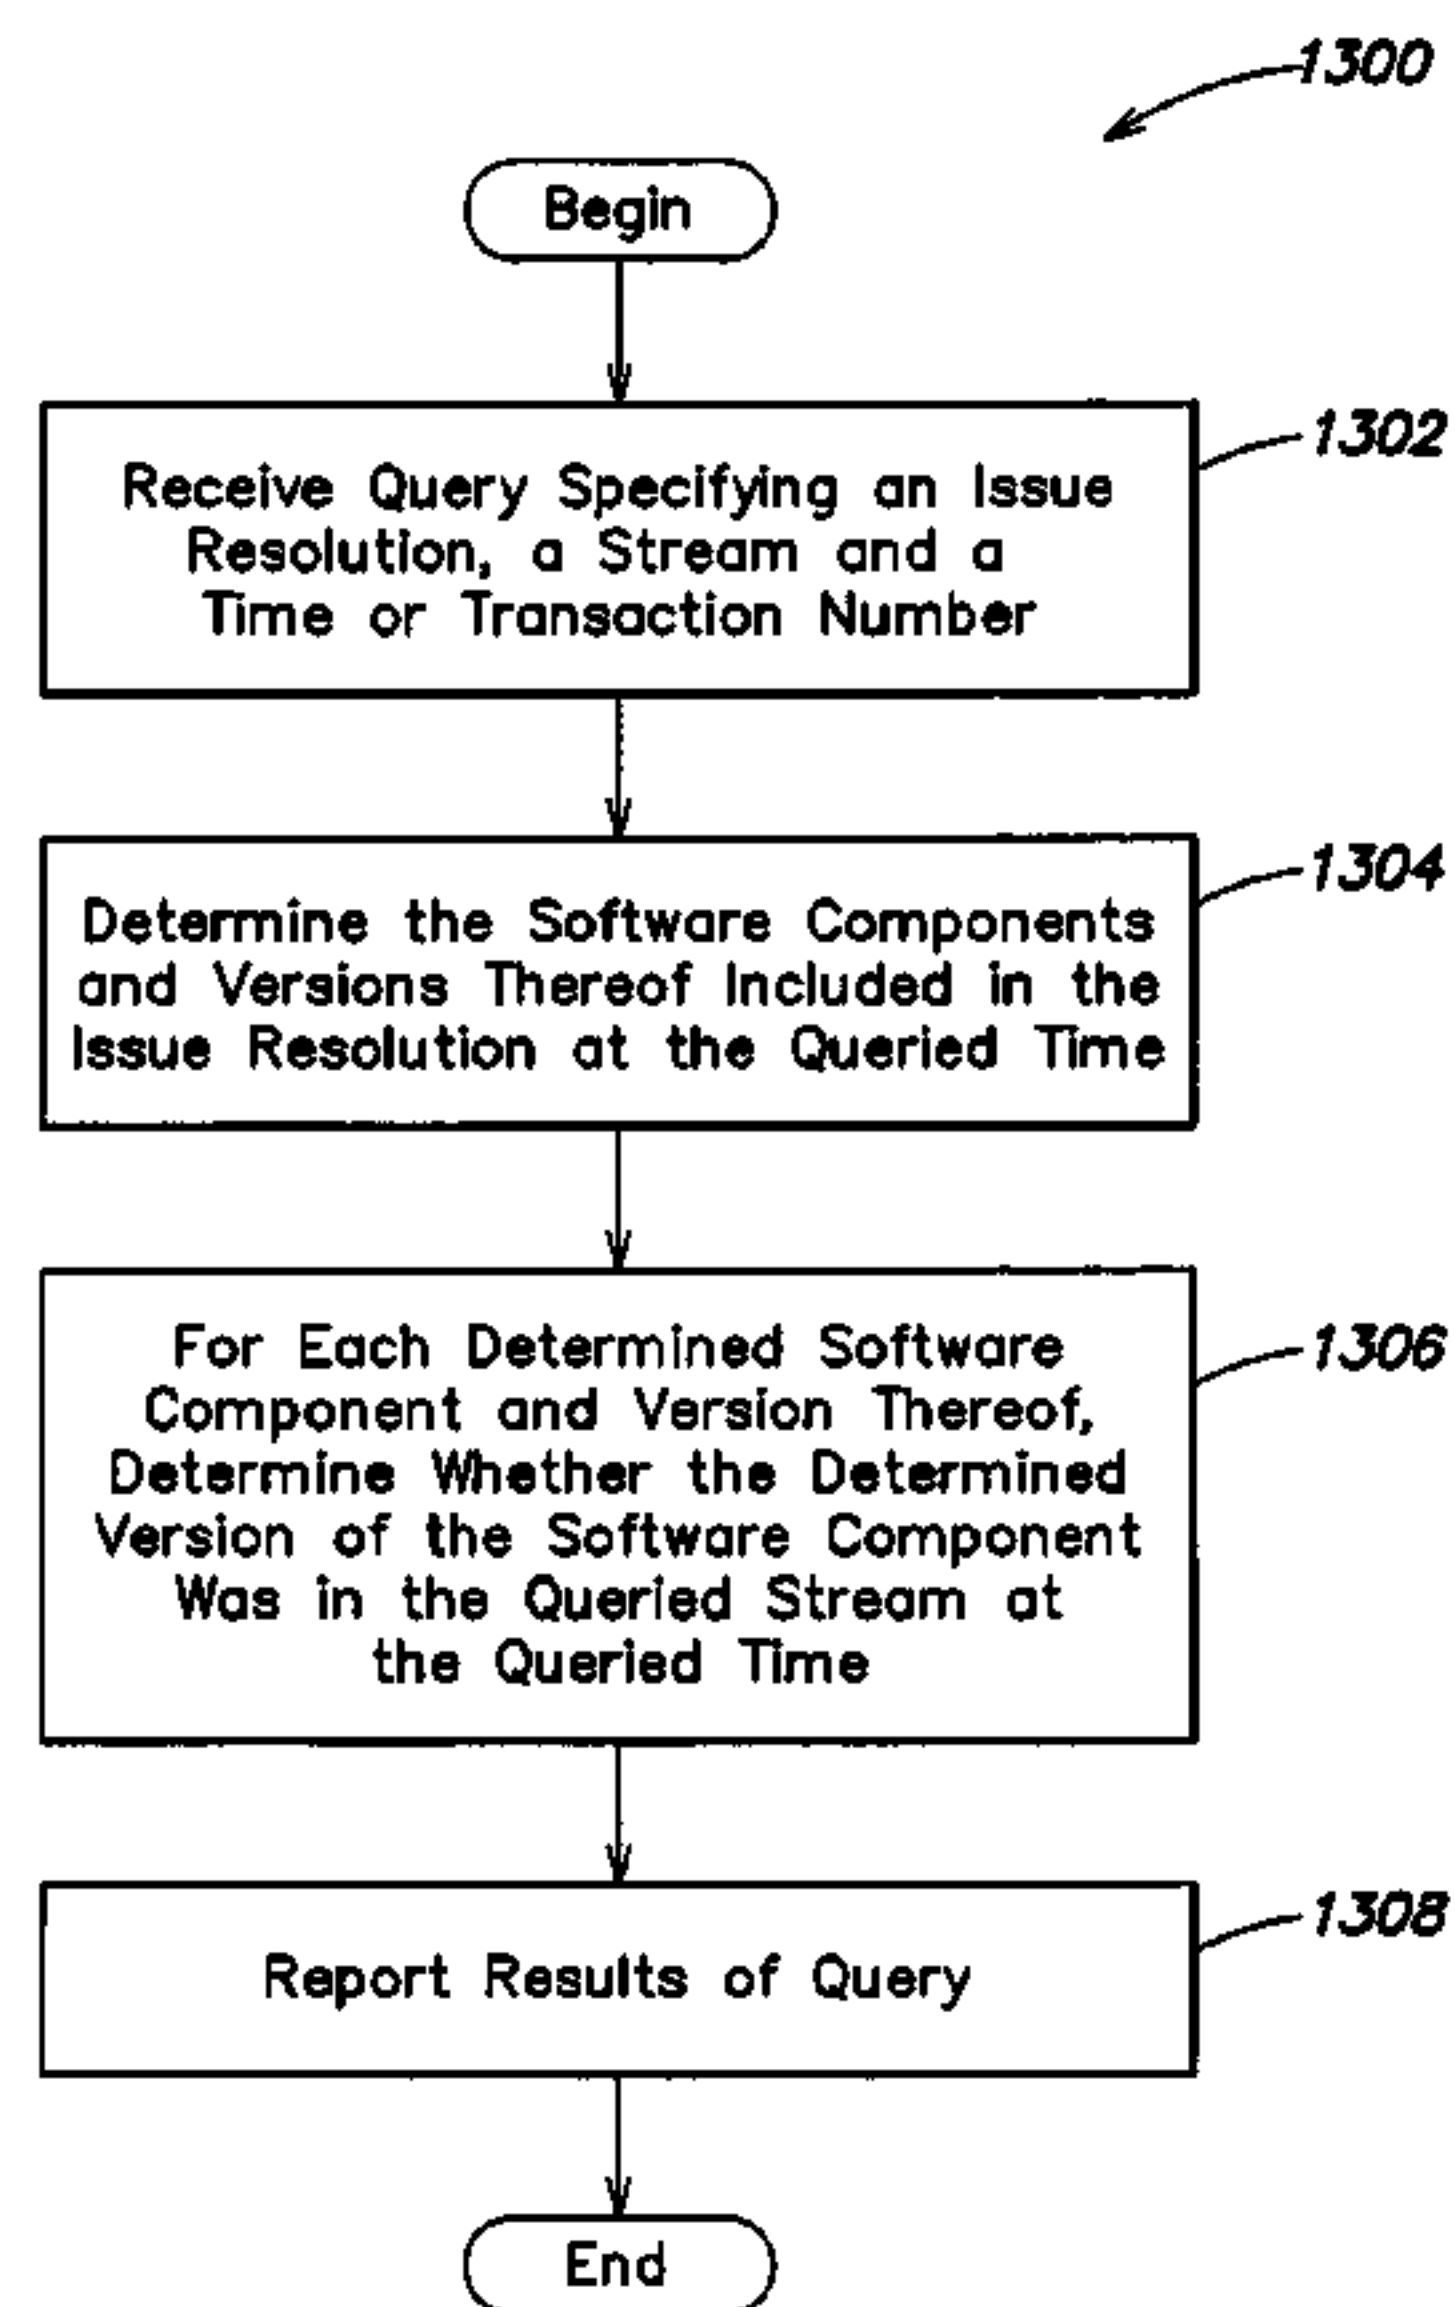 1300
Begin
1302
Receive Query Specifying an Issue
Resolution, a Stream and a
Time or Transaction Number
1304
Determine the Software Components
and Versions Thereof Included in the
Issue Resolution at the Queried Time
1306
For Each Determined Software
Component and Version Thereof,
Determine Whether the Determined
Version of the Software Component
Was in the Queried Stream at
the Queried Time
1308
Report Results of Query
End